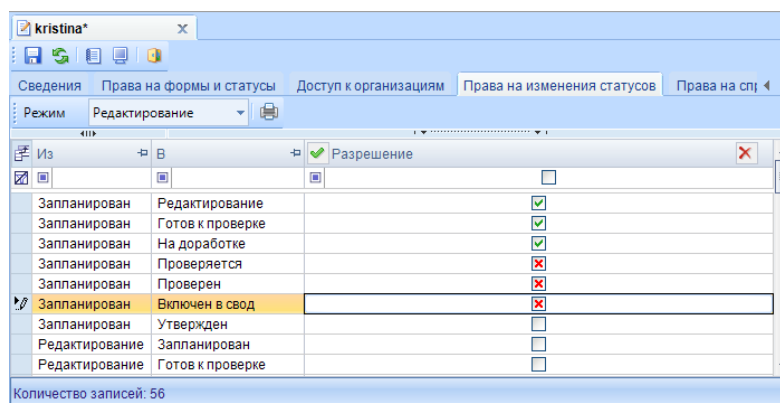 kristina*
Сведения Права на формы и статусы Доступ к организациям Права на изменения статусов Права на спр
Режим Редактирование
Из В Разрешение
Запланирован Редактирование
Запланирован Готов к проверке
Запланирован На доработке
Запланирован Проверяется
Запланирован Проверен
Запланирован Включен в свод
Запланирован Утвержден
Редактирование Запланирован
Редактирование Готов к проверке
Количество записей: 56